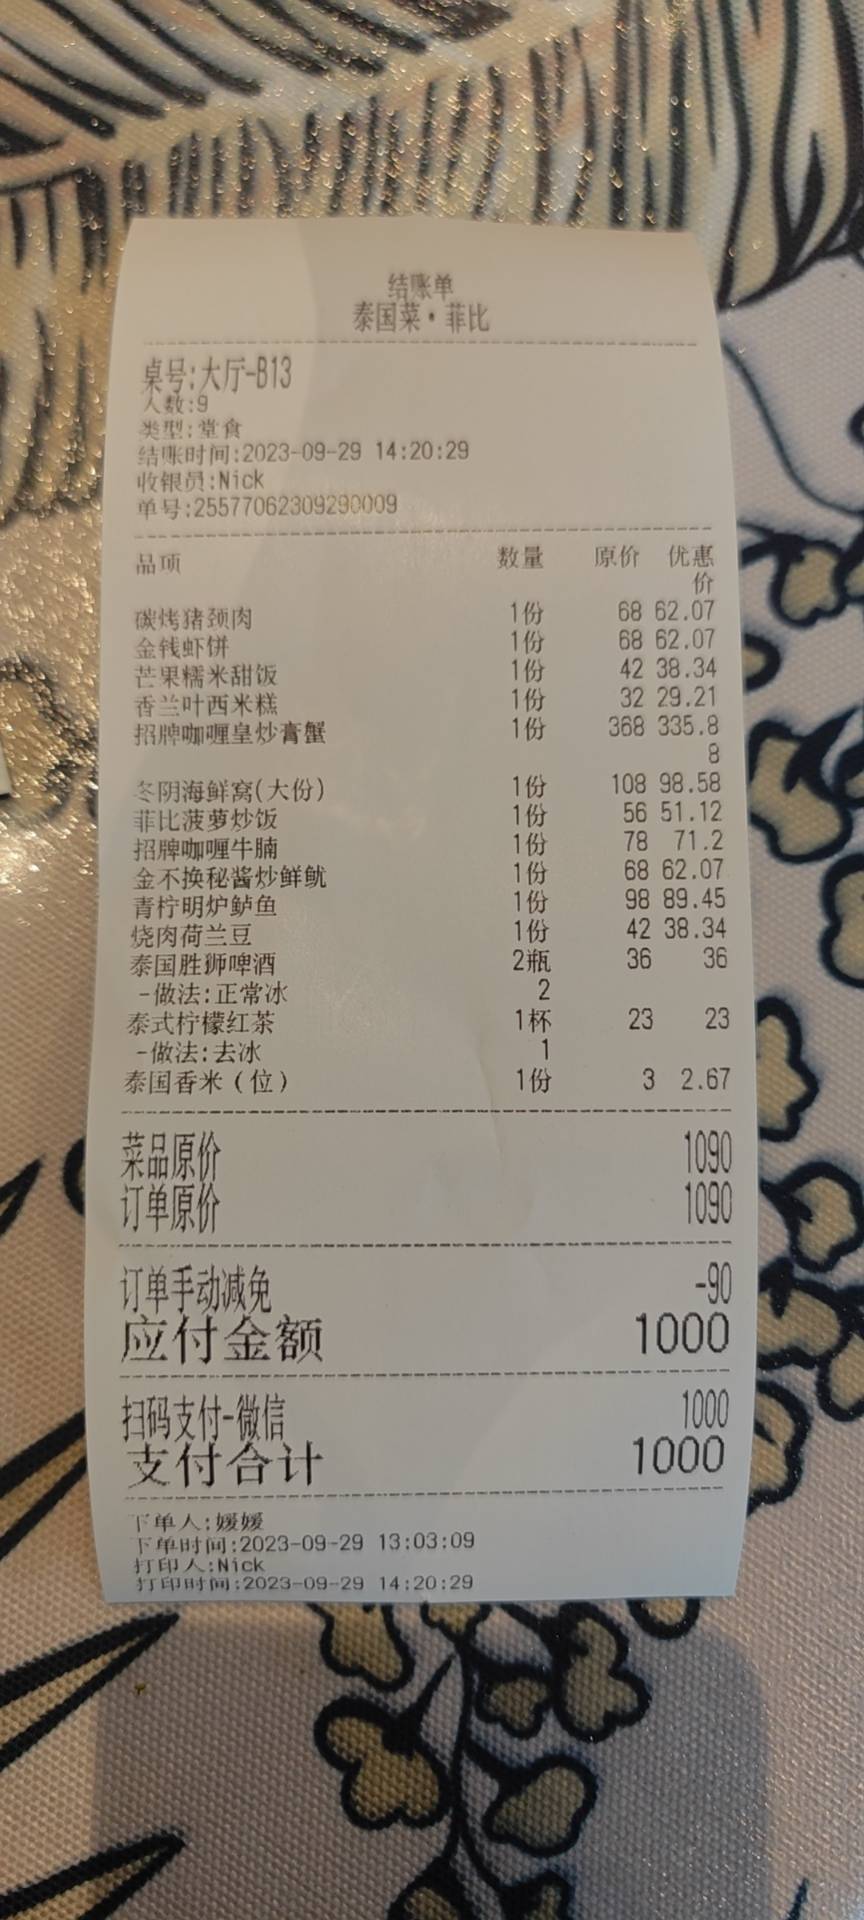 结账单
泰国菜·菲比
桌号:大厅-B13
人数:9
类型:堂食
结账时间:2023-09-29 14:20:29
收银员:Nick
单号:25577062309290009
品项 数量 原价 优惠
价
碳烤猪颈肉 1份 68 62.07
金钱虾饼 1份 68 62.07
芒果糯米甜饭 1份 42 38.34
香兰叶西米糕 1份 32 29.21
招牌咖喱皇炒膏蟹 1份 368 335.8
8
冬阴海鲜窝(大份) 1份 108 98.58
菲比菠萝炒饭 1份 56 51.12
招牌咖喱牛腩 1份 78 71.2
金不换秘酱炒鲜鱿 1份 68 62.07
青柠明炉鲈鱼 1份 98 89.45
烧肉荷兰豆 1份 42 38.34
泰国胜狮啤酒 2瓶 36 36
-做法:正常冰 2
泰式柠檬红茶 1杯 23 23
-做法:去冰 1
泰国香米(位) 1份 3 2.67
菜品原价 1090
订单原价 1090
订单手动减免 -90
应付金额 1000
扫码支付-微信 1000
支付合计 1000
下单人:媛媛
下单时间:2023-09-29 13:03:09
打印人:Nick
打印时间:2023-09-29 14:20:29